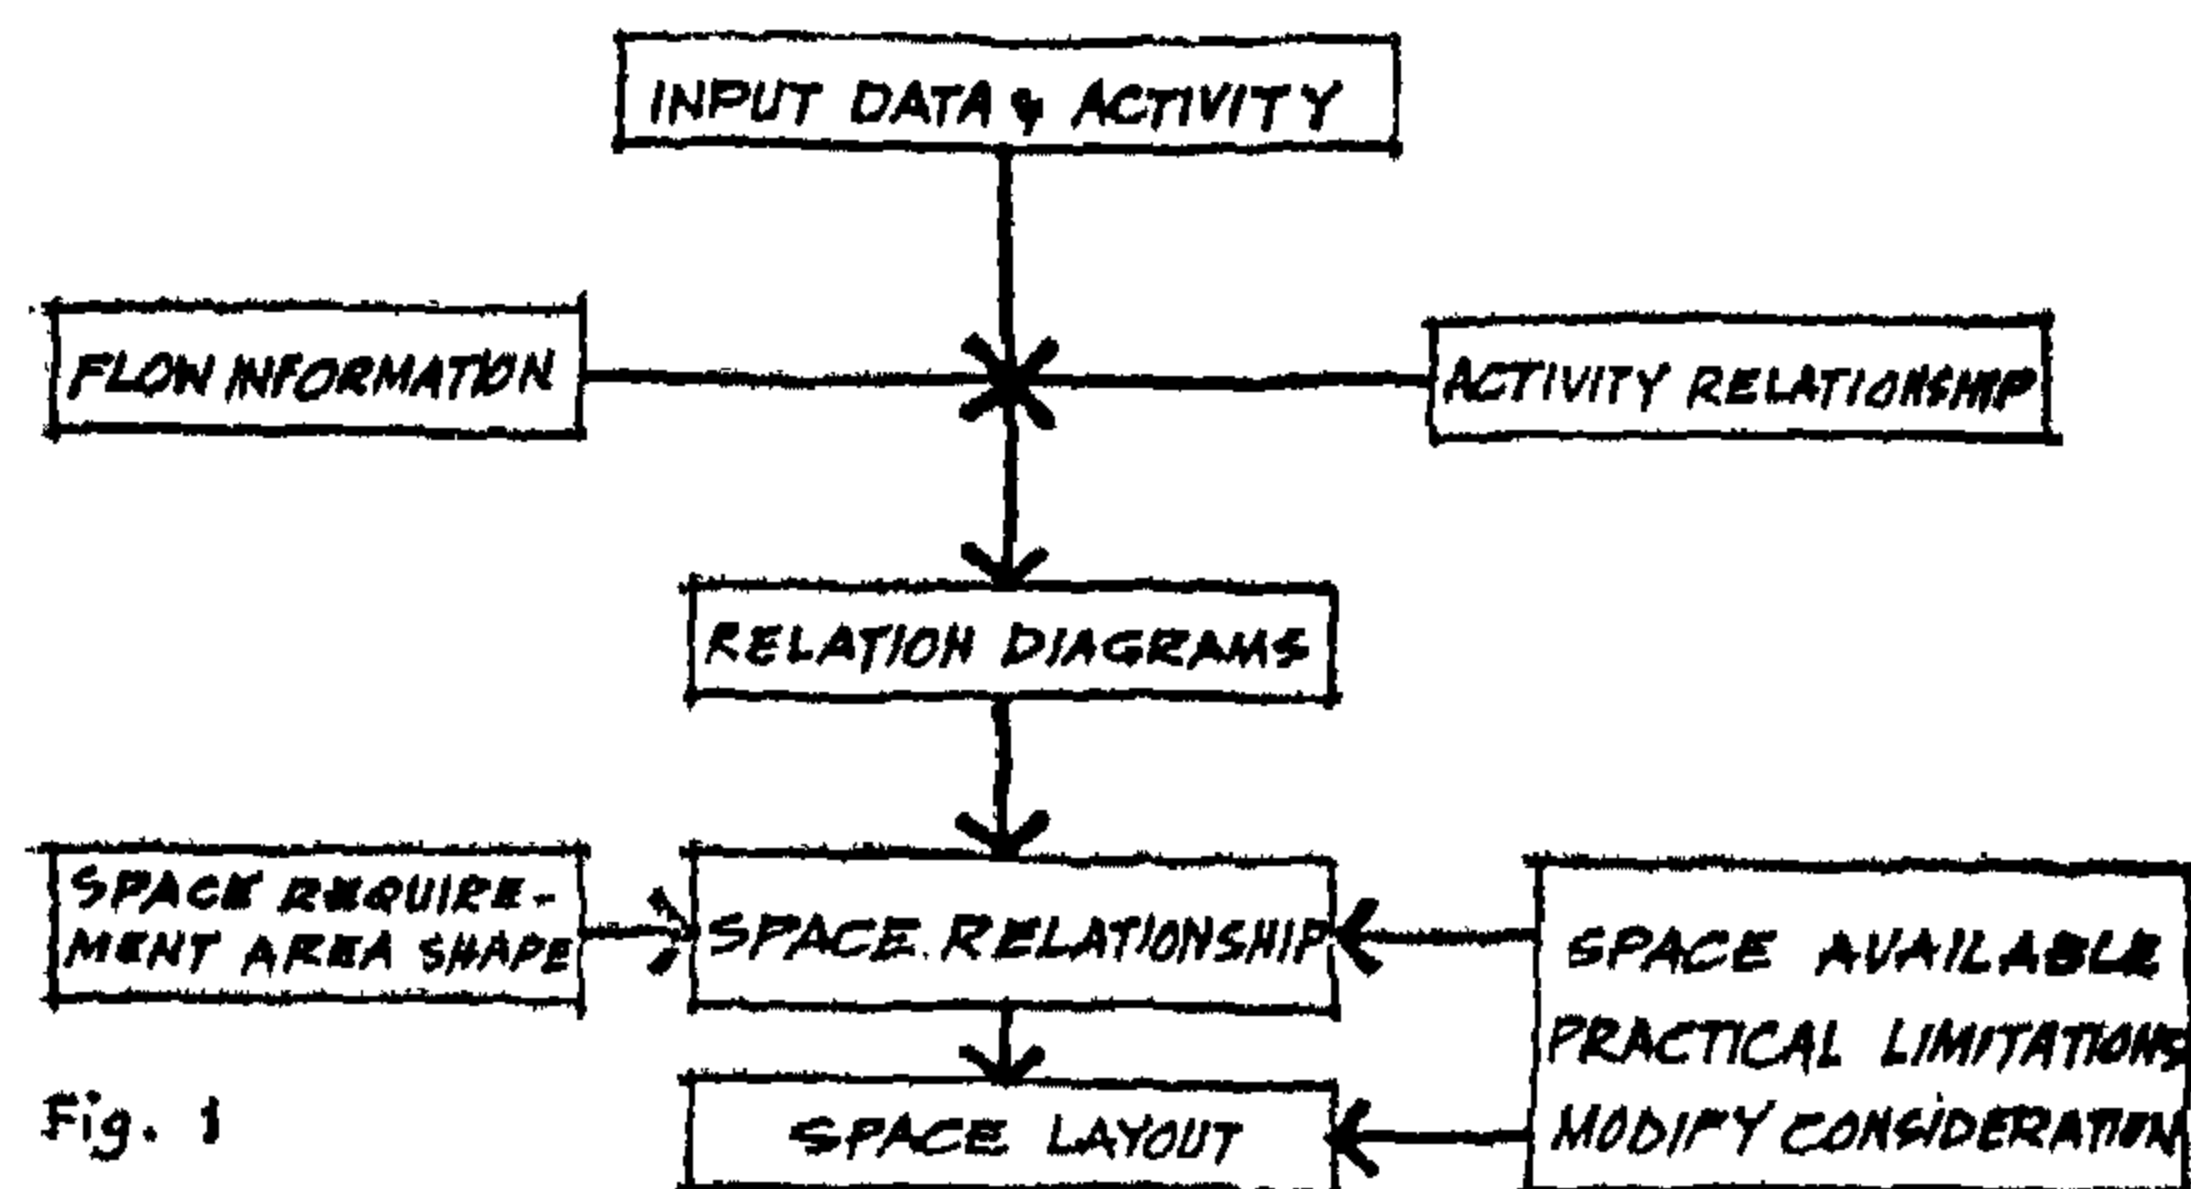 INPUT DATA & ACTIVITY
FLOW INFORMATION
ACTIVITY RELATIONSHIP
RELATION DIAGRAMS
SPACE REQUIRE-
MENT AREA SHAPE
SPACE RELATIONSHIP
SPACE AVAILABLE
PRACTICAL LIMITATIONS
MODIFY CONSIDERATION
SPACE LAYOUT
Fig. 1